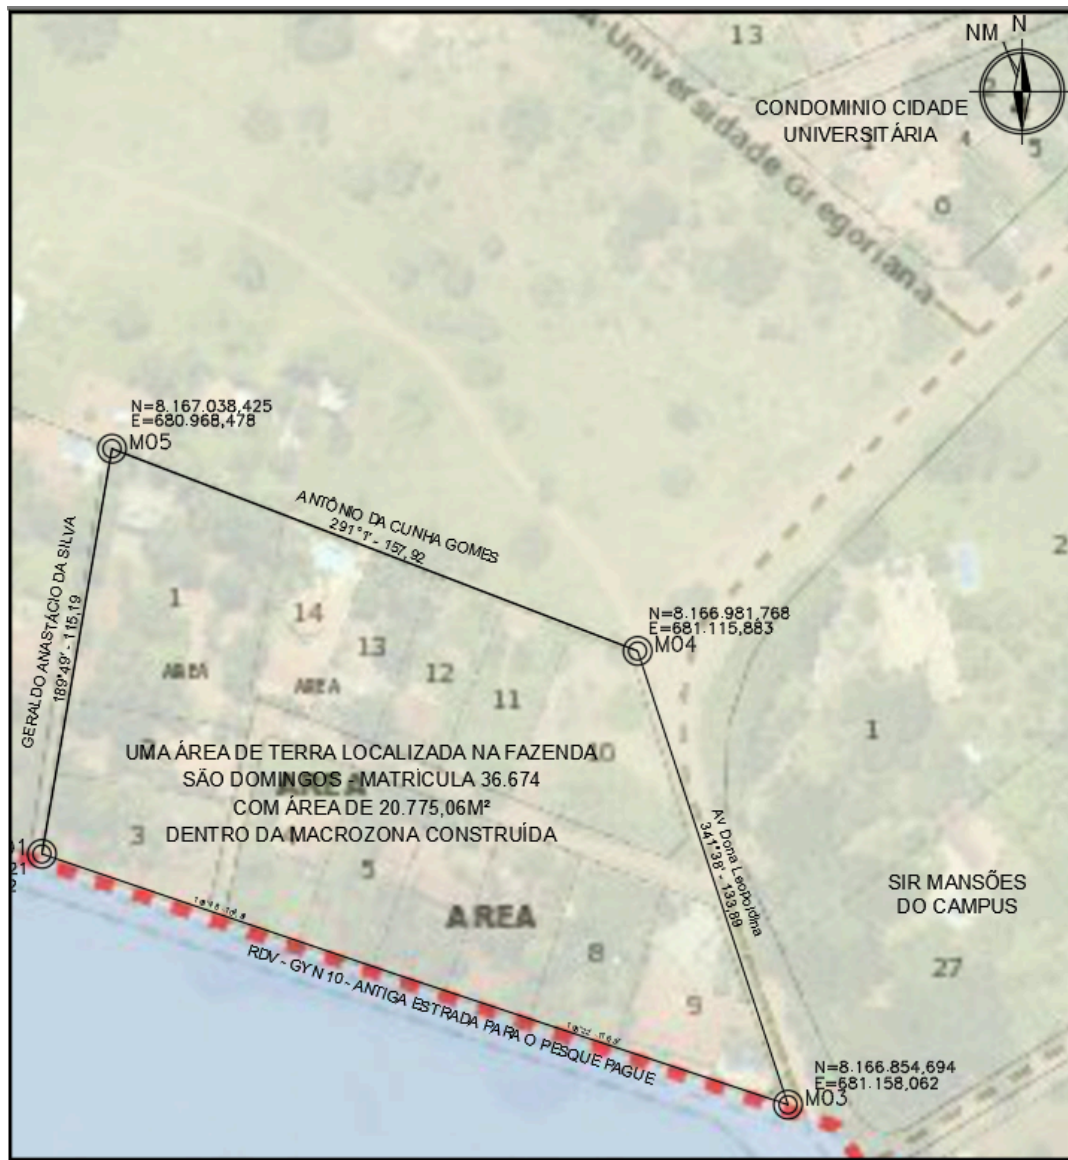 N
NM
13
CONDOMINIO CIDADE
UNIVERSITÁRIA
4
5
6
Universidade Gregoriana
N=8.167.038,425
E=680.968,478
M05
ANTÔNIO DA CUNHA GOMES
291°1' - 157,92
GERALDO ANASTÁCIO DA SILVA
189°49' - 115,19
2
N=8.166.981,768
E=681.115,883
M04
1
14
13
12
11
10
AREA
AREA
1
UMA ÁREA DE TERRA LOCALIZADA NA FAZENDA
SÃO DOMINGOS - MATRÍCULA 36.674
COM ÁREA DE 20.775,06M²
DENTRO DA MACROZONA CONSTRUÍDA
AREA
3
4
5
Av Dona Leopoldina
341°38' - 133,89
SIR MANSÕES
DO CAMPUS
AREA
8
9
27
RDV - GYN 10 - ANTIGA ESTRADA PARA O PESQUE PAGUE
N=8.166.854,694
E=681.158,062
M03